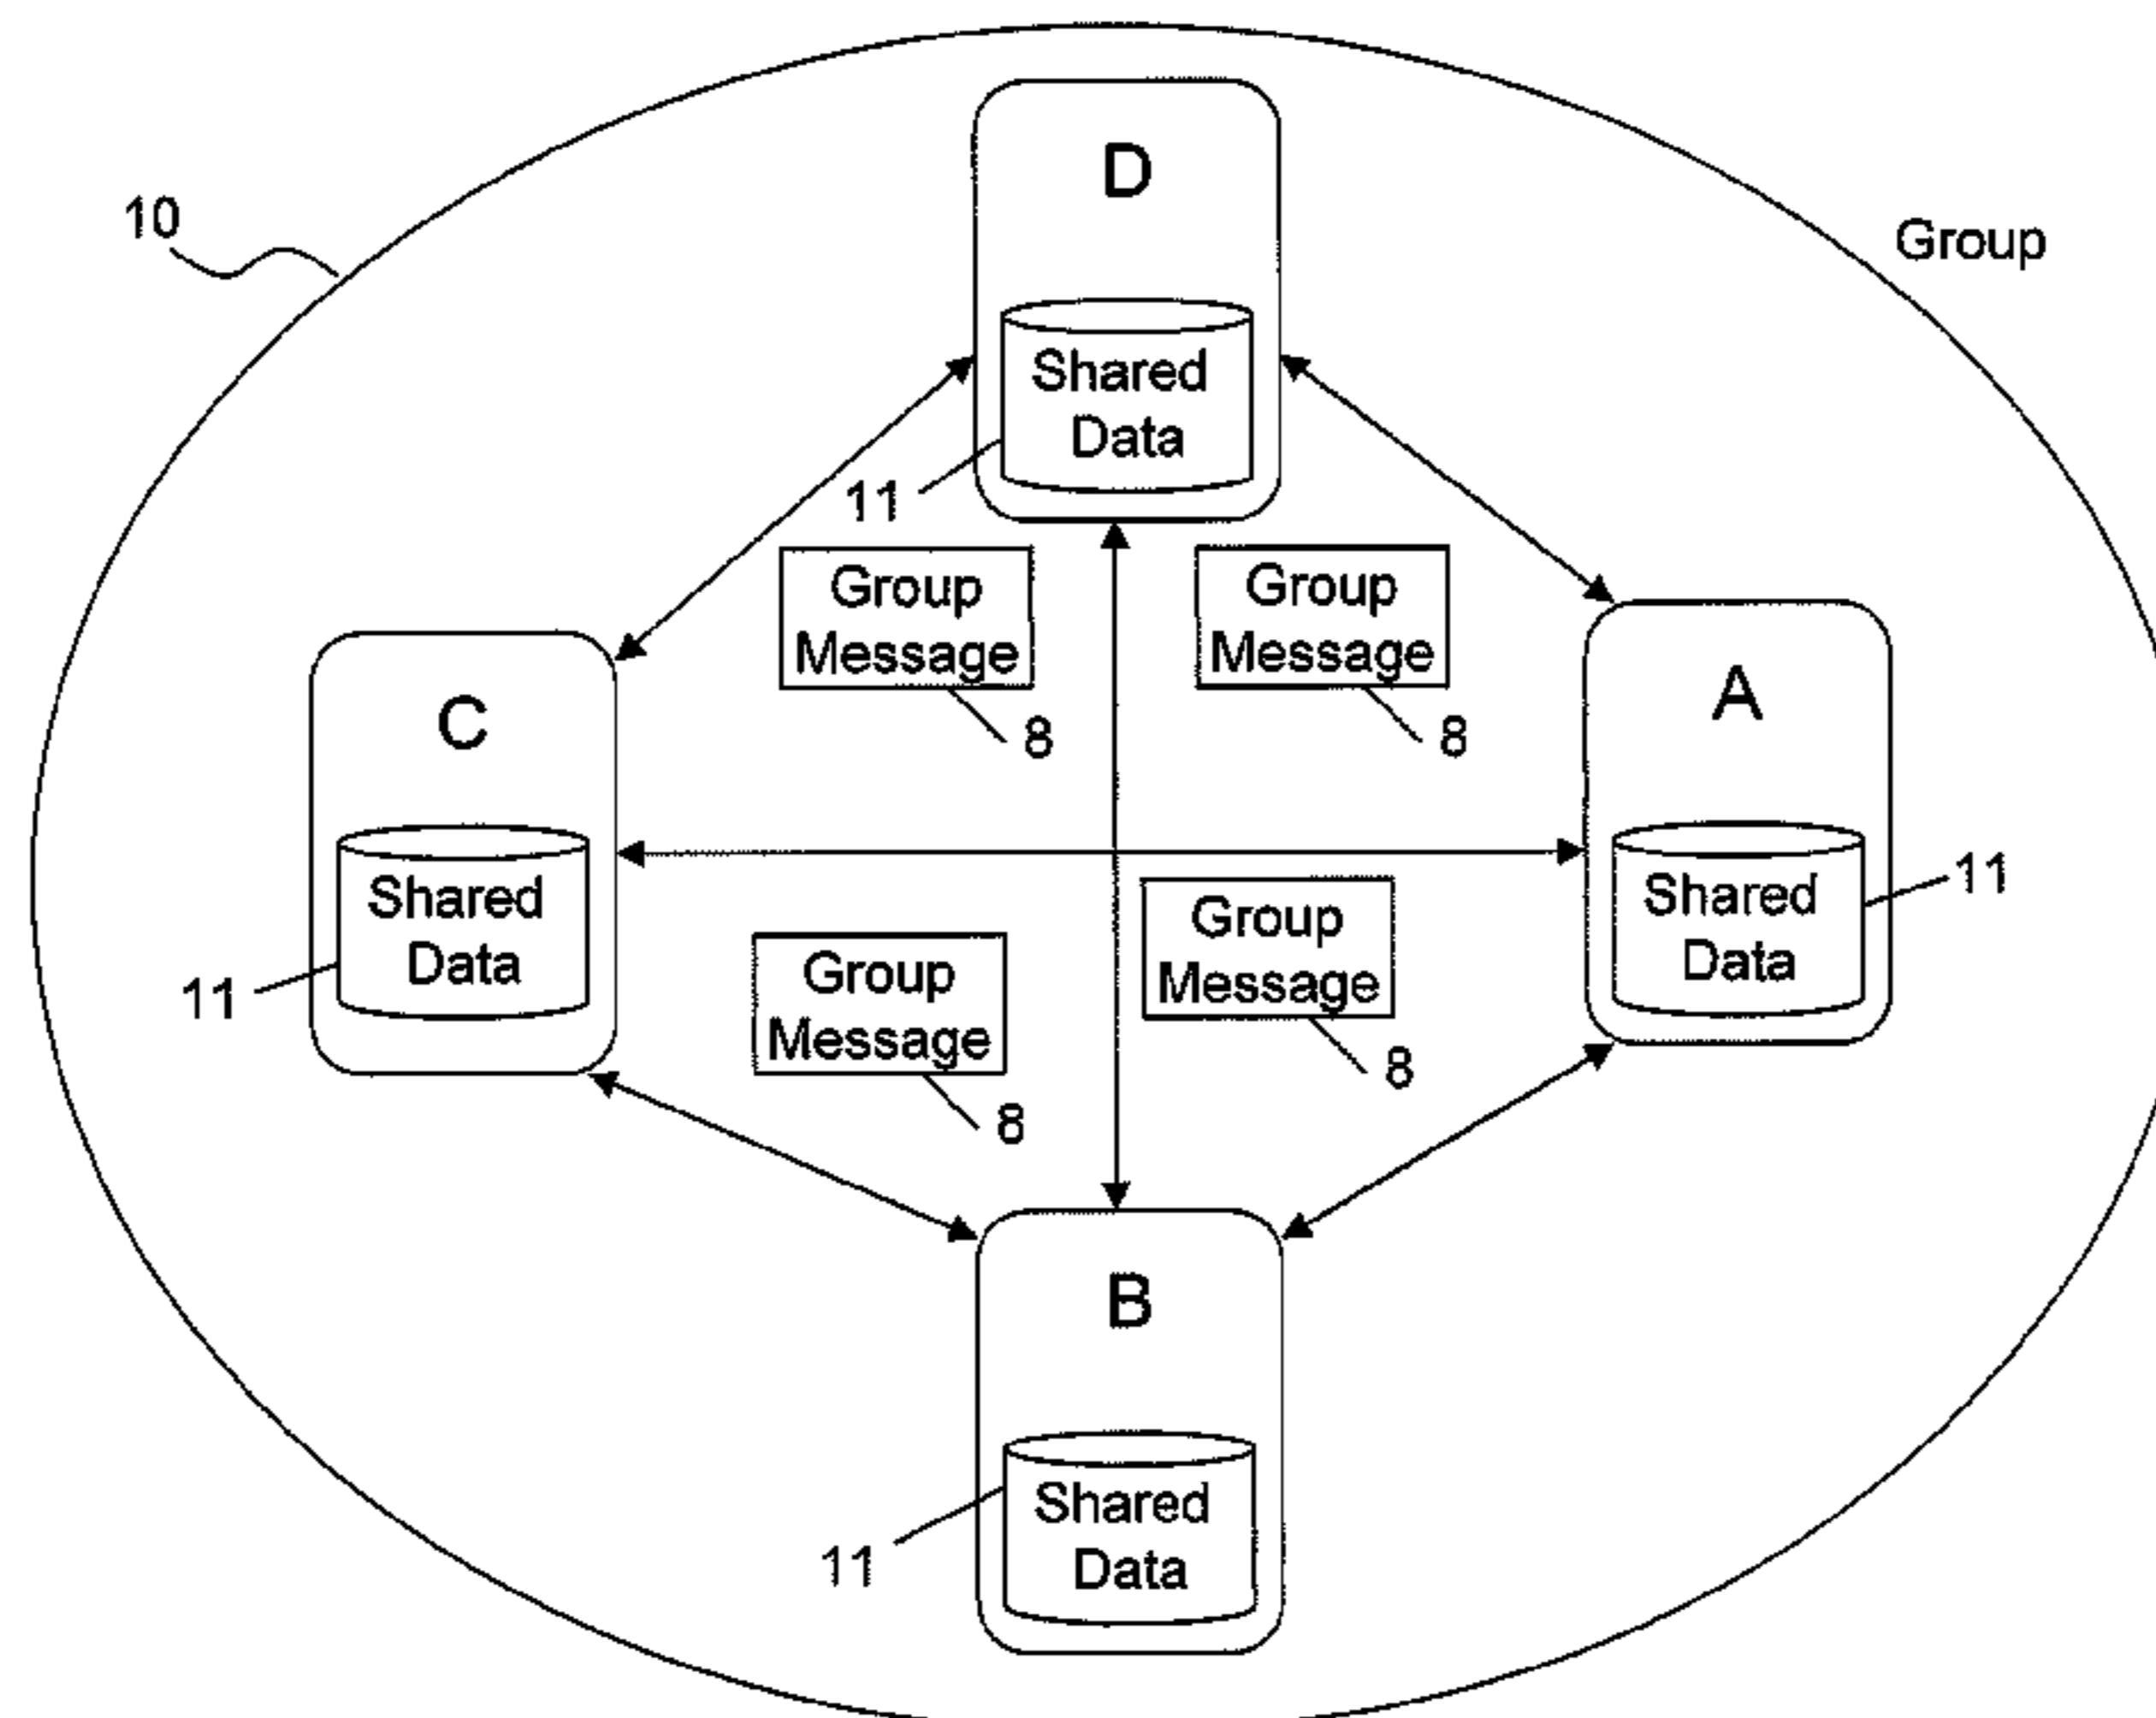 D
10
Group
Shared
Data
11
Group
Message
8
Group
Message
8
C
A
Shared
Data
11
Shared
Data
11
Group
Message
8
Group
Message
8
B
Shared
Data
11